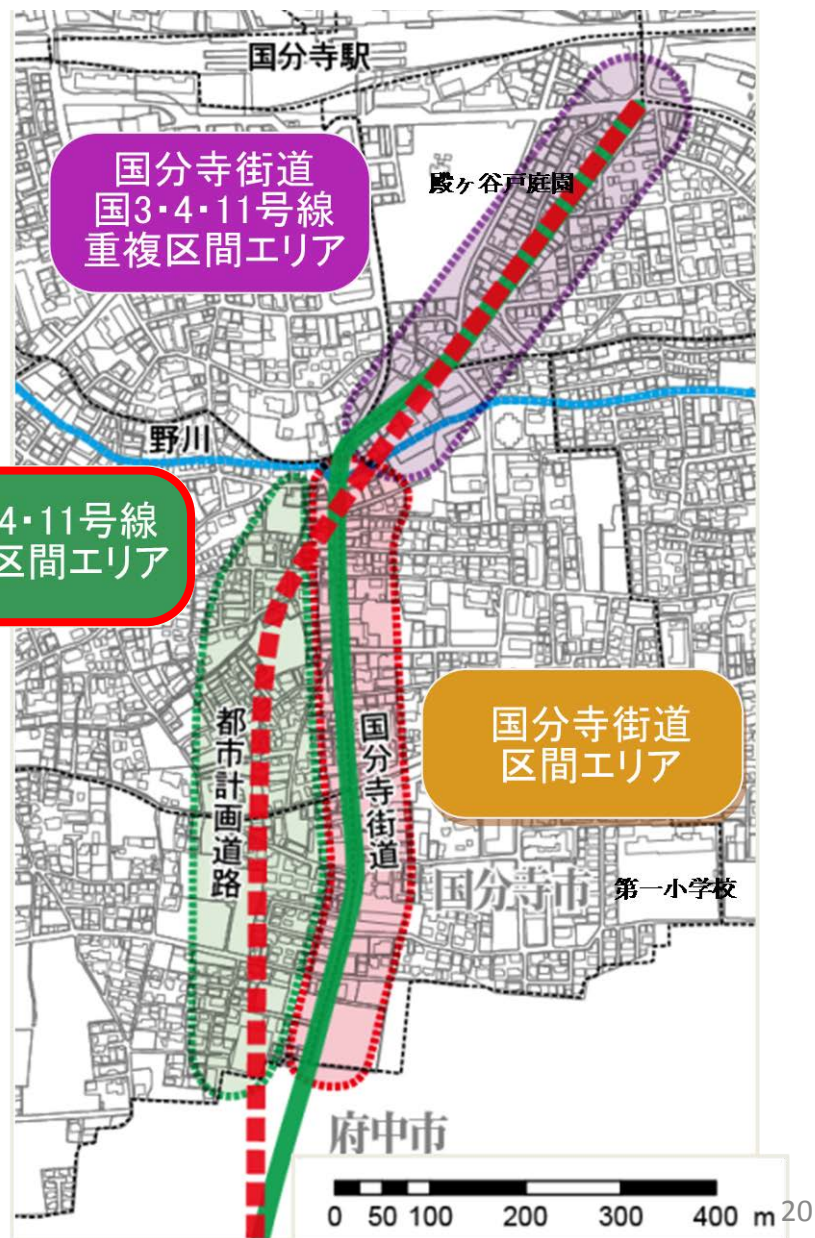 国分寺駅
国分寺街道
国3・4・11号線
重複区間エリア
殿ヶ谷戸庭園
野川
4・11号線
区間エリア
都市計画道路
国分寺街道
国分寺街道
区間エリア
国分寺市
第一小学校
府中市
0 50 100 200 300 400 m
20